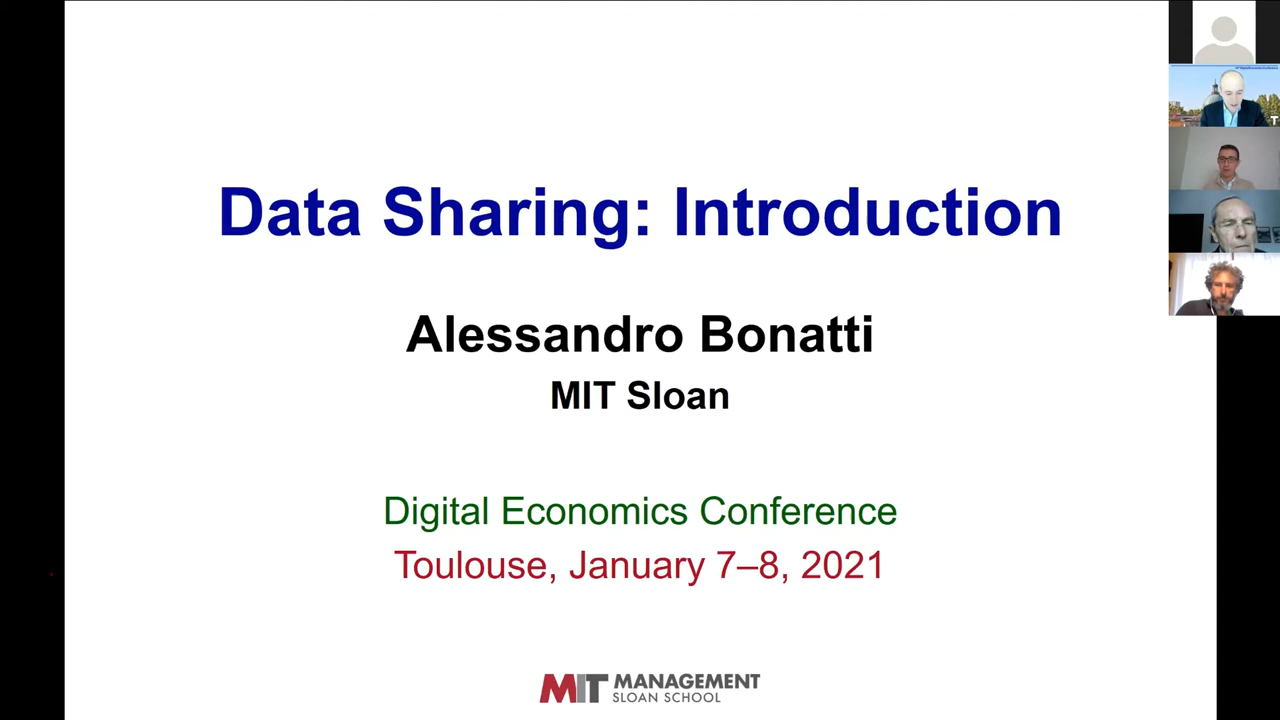 Data Sharing: Introduction
Alessandro Bonatti
MIT Sloan
Digital Economics Conference
Toulouse, January 7–8, 2021
MIT MANAGEMENT
SLOAN SCHOOL
T